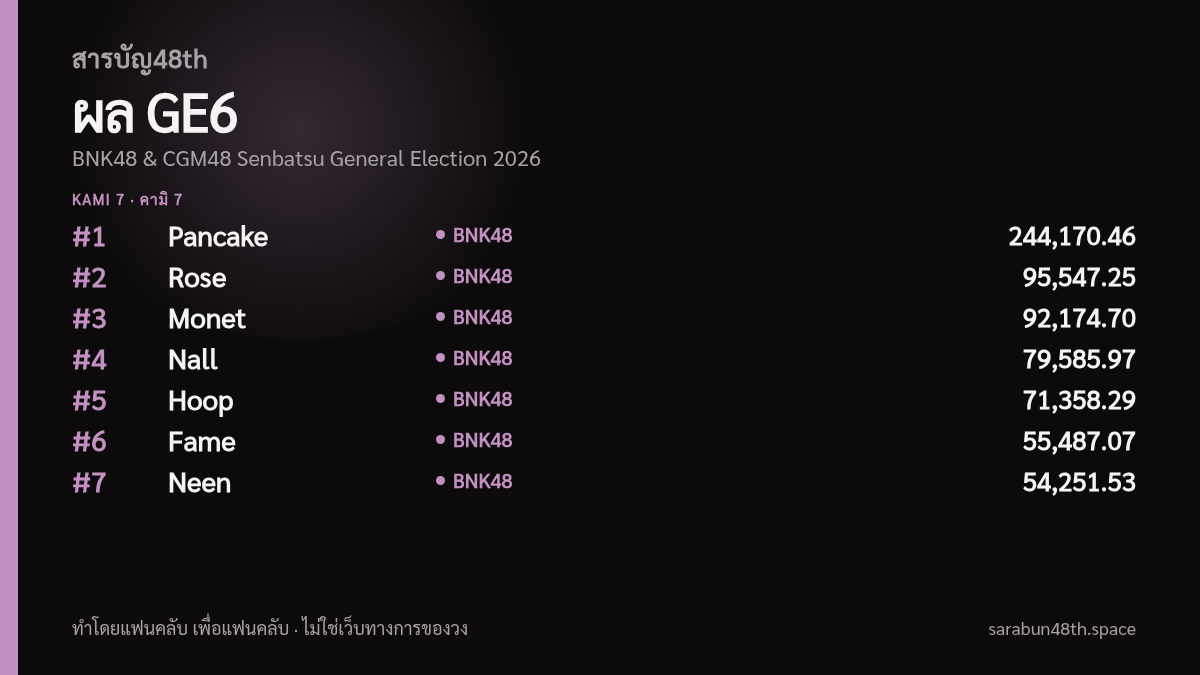 สารบัญ48th
ผล GE6
BNK48 & CGM48 Senbatsu General Election 2026
KAMI 7 · คามิ 7
#1 Pancake • BNK48 244,170.46
#2 Rose • BNK48 95,547.25
#3 Monet • BNK48 92,174.70
#4 Nall • BNK48 79,585.97
#5 Hoop • BNK48 71,358.29
#6 Fame • BNK48 55,487.07
#7 Neen • BNK48 54,251.53
ทำโดยแฟนคลับ เพื่อแฟนคลับ · ไม่ใช่เว็บทางการของวง sarabun48th.space